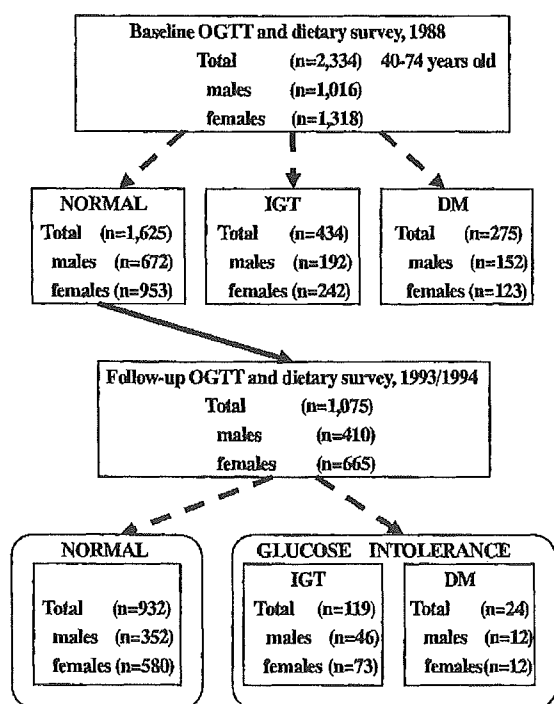 Baseline OGTT and dietary survey, 1988
Total (n=2,334) 40-74 years old
males (n=1,016)
females (n=1,318)
NORMAL
Total (n=1,625)
males (n=672)
females (n=953)
IGT
Total (n=434)
males (n=192)
females (n=242)
DM
Total (n=275)
males (n=152)
females (n=123)
Follow-up OGTT and dietary survey, 1993/1994
Total (n=1,075)
males (n=410)
females (n=665)
NORMAL
Total (n=932)
males (n=352)
females (n=580)
GLUCOSE INTOLERANCE
IGT
Total (n=119)
males (n=46)
females (n=73)
DM
Total (n=24)
males (n=12)
females(n=12)